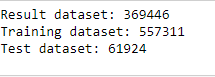 Result dataset: 369446
Training dataset: 557311
Test dataset: 61924